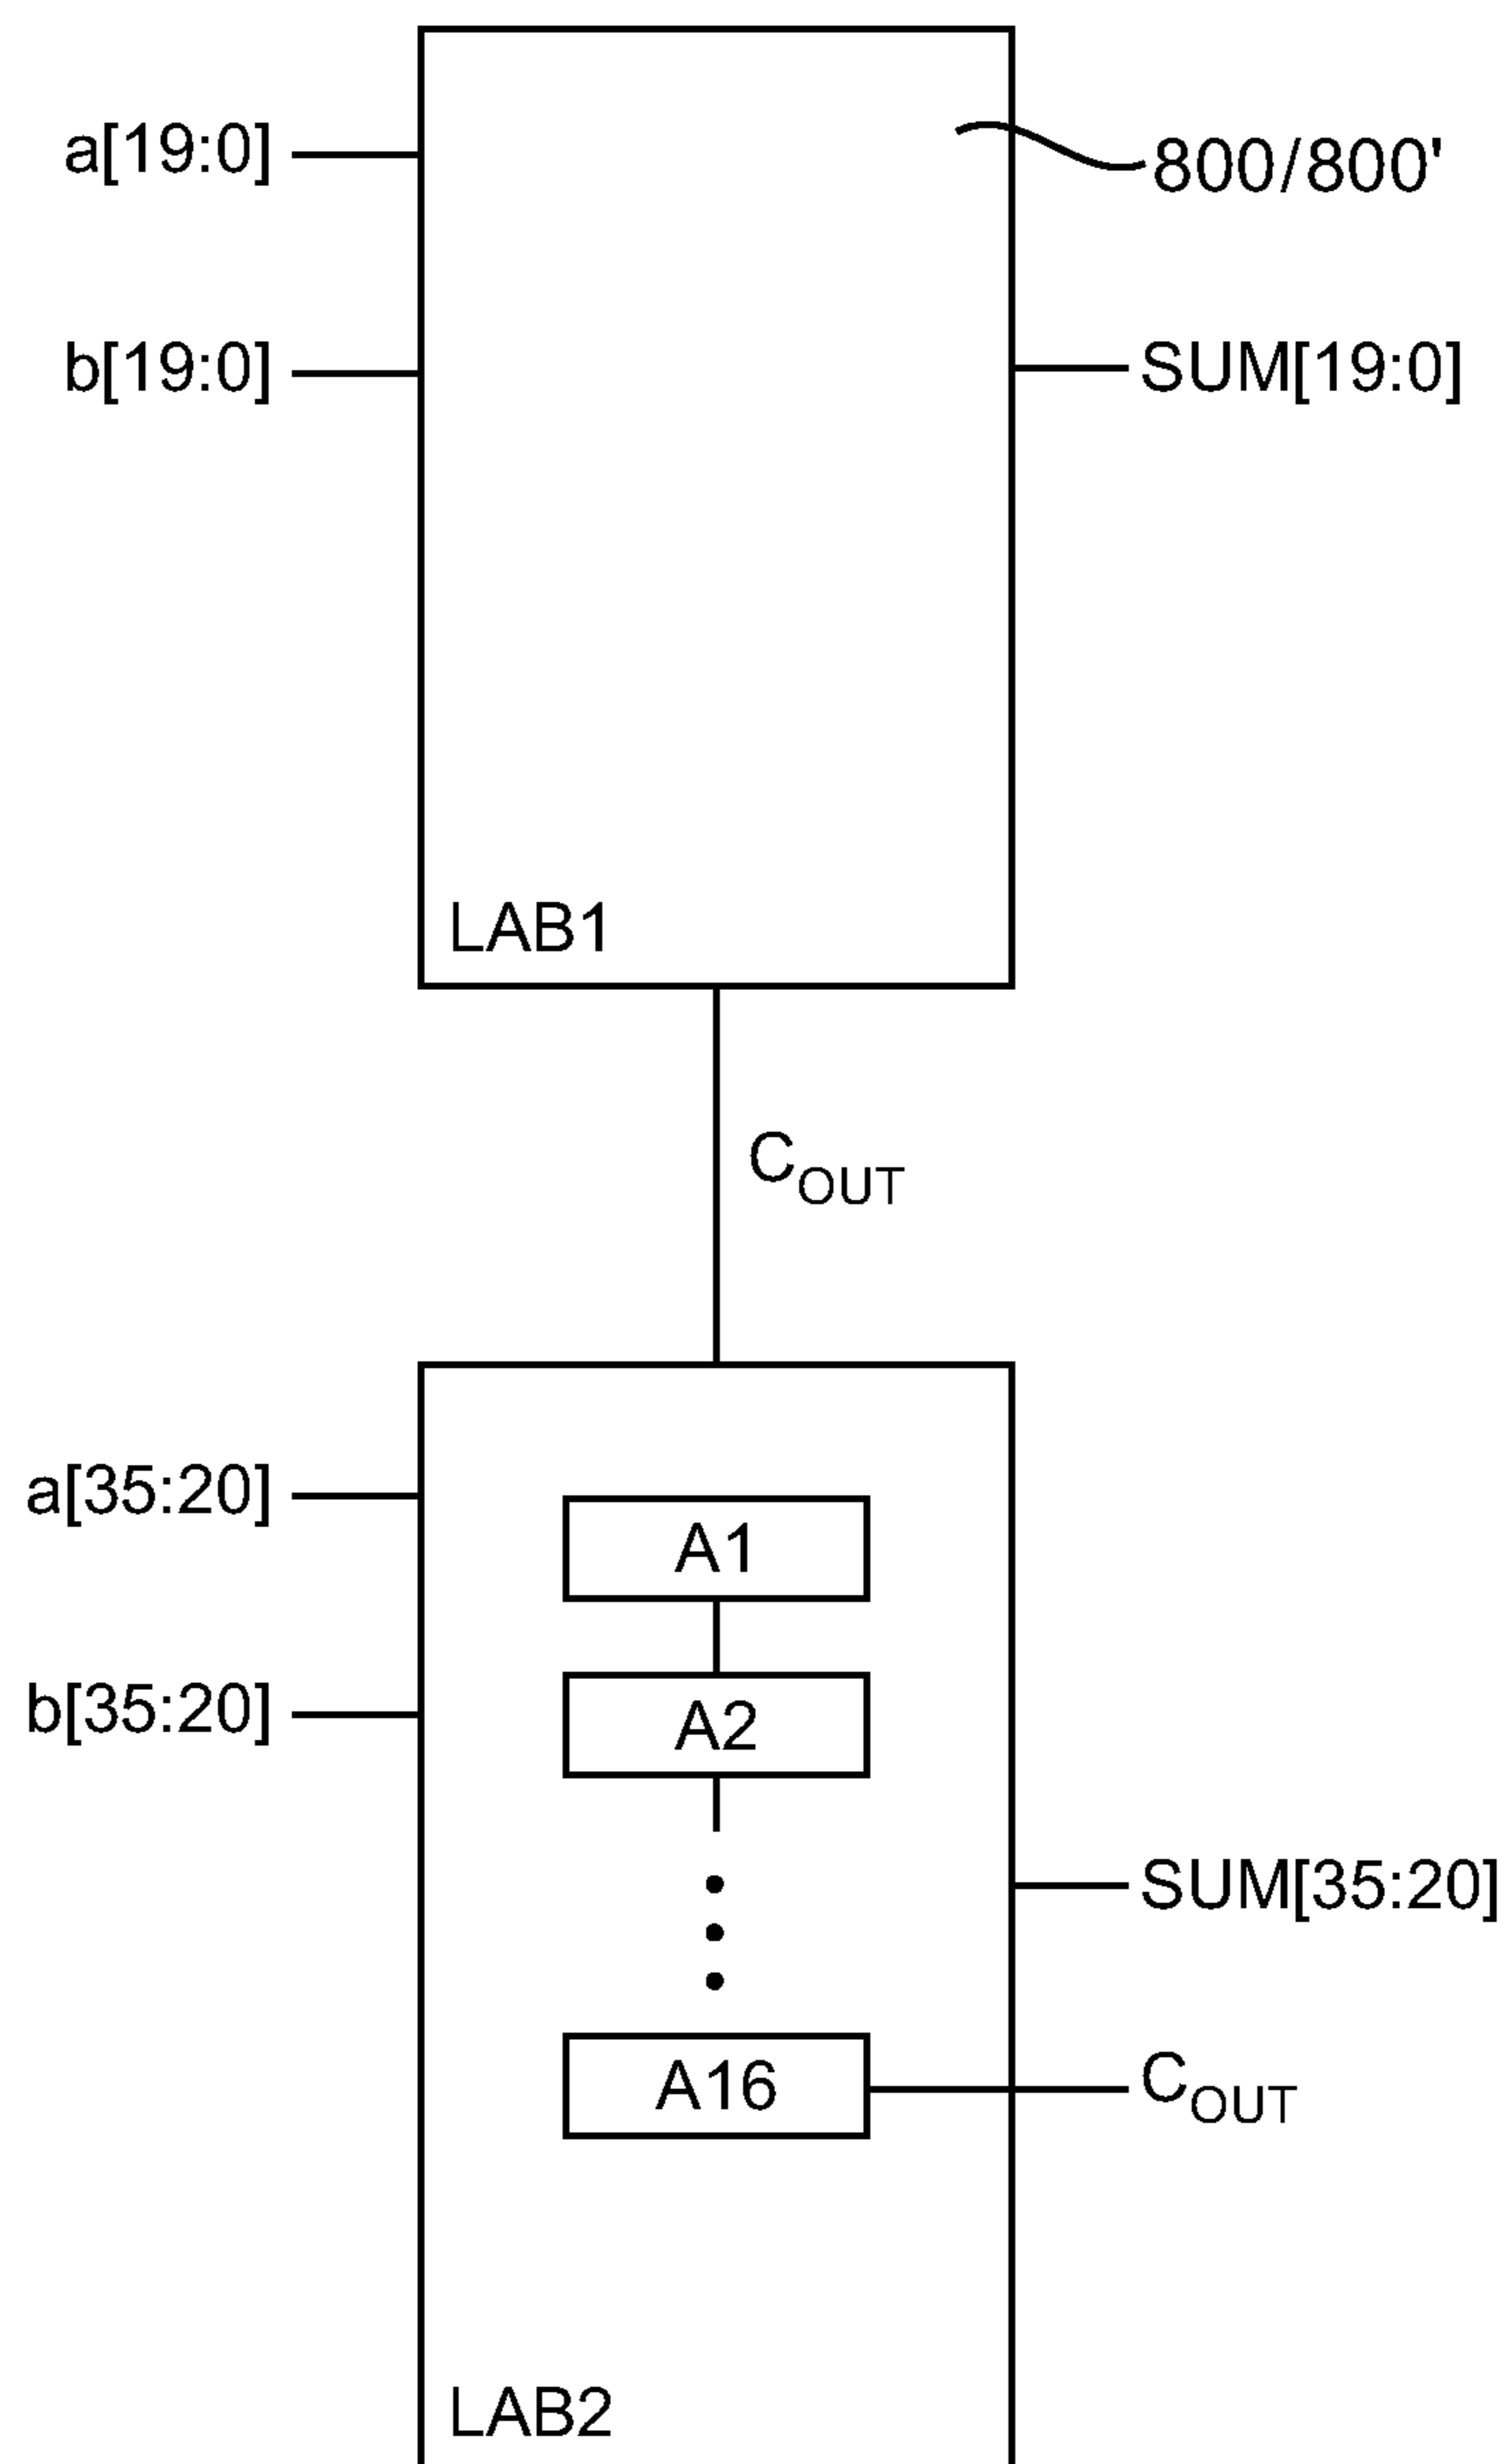 a[19:0]
800/800'
b[19:0]
SUM[19:0]
LAB1
COUT
a[35:20]
A1
b[35:20]
A2
SUM[35:20]
A16
COUT
LAB2